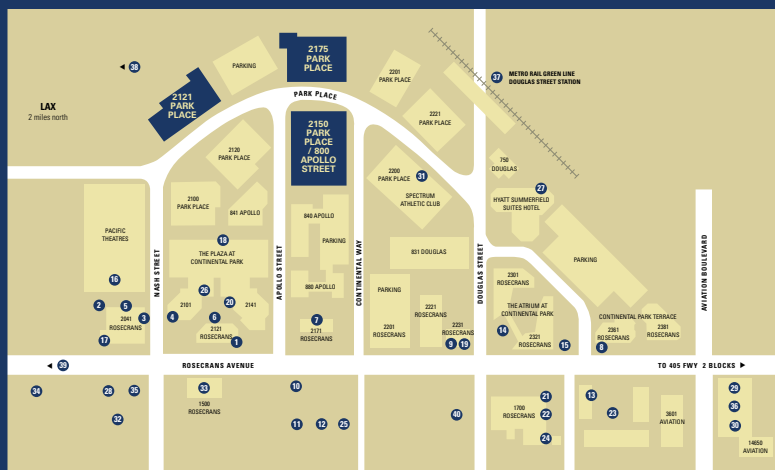 38
PARKING
2175
PARK
PLACE
2201
PARK PLACE
37
METRO RAIL GREEN LINE
DOUGLAS STREET STATION
LAX
2 miles north
2121
PARK
PLACE
PARK PLACE
2221
PARK PLACE
2150
PARK
PLACE
/ 800
APOLLO
STREET
2120
PARK PLACE
2200
PARK PLACE
31
SPECTRUM
ATHLETIC CLUB
750
DOUGLAS
27
HYATT SUMMERFIELD
SUITES HOTEL
2100
PARK PLACE
841 APOLLO
840 APOLLO
PARKING
PACIFIC
THEATRES
18
THE PLAZA AT
CONTINENTAL PARK
831 DOUGLAS
PARKING
NASH STREET
APOLLO STREET
CONTINENTAL WAY
DOUGLAS STREET
AVIATION BOULEVARD
16
26
880 APOLLO
PARKING
2301
ROSECRANS
2
5
3
2041
ROSECRANS
17
4
2101
20
2141
6
2121
ROSECRANS
1
7
2171
ROSECRANS
2201
ROSECRANS
2221
ROSECRANS
2231
ROSECRANS
9
19
THE ATRIUM AT
CONTINENTAL PARK
14
2321
ROSECRANS
15
CONTINENTAL PARK TERRACE
2361
ROSECRANS
8
2381
ROSECRANS
39
ROSECRANS AVENUE
TO 405 FWY 2 BLOCKS
34
28
35
32
33
1500
ROSECRANS
10
11
12
25
40
1700
ROSECRANS
21
22
24
13
23
3601
AVIATION
29
36
30
14650
AVIATION